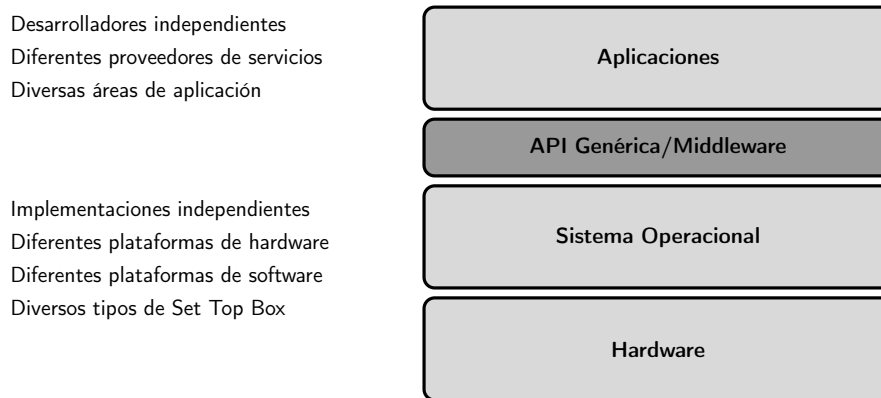 Desarrolladores independientes
Diferentes proveedores de servicios
Diversas áreas de aplicación
Aplicaciones
API Genérica/Middleware
Implementaciones independientes
Diferentes plataformas de hardware
Diferentes plataformas de software
Diversos tipos de Set Top Box
Sistema Operacional
Hardware